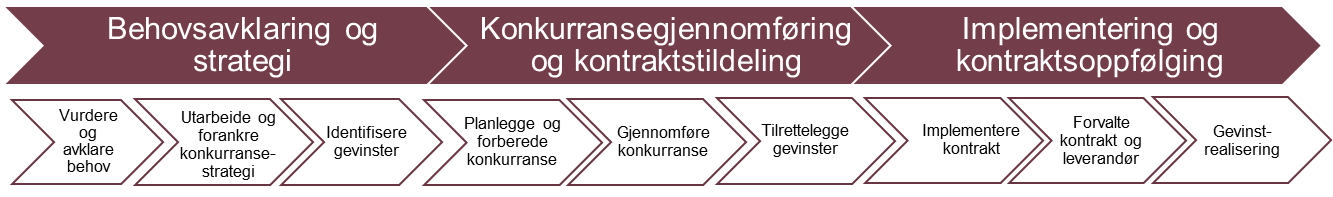 Behovsavklaring og
strategi
Konkurransegjennomføring
og kontraktstildeling
Implementering og
kontraktsoppfølging
Vurdere
og
avklare
behov
Utarbeide og
forankre
konkurranse-
strategi
Identifisere
gevinster
Planlegge og
forberede
konkurranse
Gjennomføre
konkurranse
Tilrettelegge
gevinster
Implementere
kontrakt
Forvalte
kontrakt og
leverandør
Gevinst-
realisering